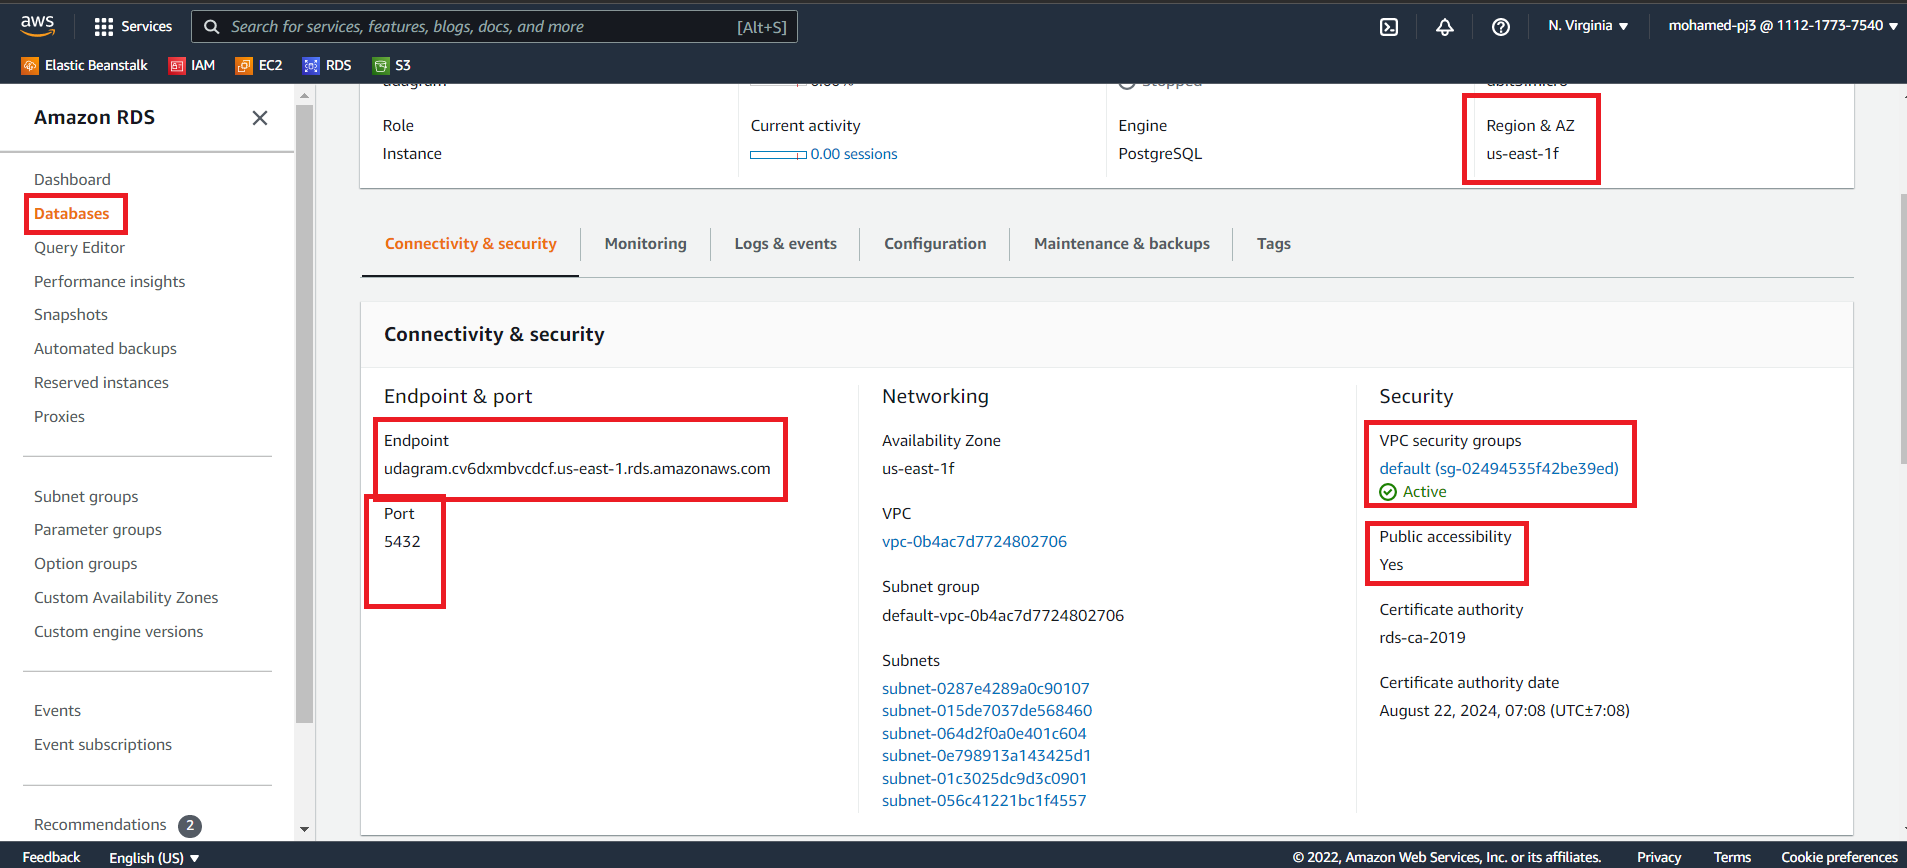 aws
Services
Search for services, features, blogs, docs, and more
[Alt+S]
N. Virginia
mohamed-pj3 @ 1112-1773-7540
Elastic Beanstalk
IAM
EC2
RDS
S3
Amazon RDS
Dashboard
Databases
Query Editor
Performance insights
Snapshots
Automated backups
Reserved instances
Proxies
Subnet groups
Parameter groups
Option groups
Custom Availability Zones
Custom engine versions
Events
Event subscriptions
Recommendations 2
udagram
0.00%
Stopped
Role
Instance
Current activity
0.00 sessions
Engine
PostgreSQL
Region & AZ
us-east-1f
Connectivity & security
Monitoring
Logs & events
Configuration
Maintenance & backups
Tags
Connectivity & security
Endpoint & port
Endpoint
udagram.cv6dxmbvcdcf.us-east-1.rds.amazonaws.com
Port
5432
Networking
Availability Zone
us-east-1f
VPC
vpc-0b4ac7d7724802706
Subnet group
default-vpc-0b4ac7d7724802706
Subnets
subnet-0287e4289a0c90107
subnet-015de7037de568460
subnet-064d2f0a0e401c604
subnet-0e798913a143425d1
subnet-01c3025dc9d3c0901
subnet-056c41221bc1f4557
Security
VPC security groups
default (sg-02494535f42be39ed)
Active
Public accessibility
Yes
Certificate authority
rds-ca-2019
Certificate authority date
August 22, 2024, 07:08 (UTC±7:08)
Feedback
English (US)
© 2022, Amazon Web Services, Inc. or its affiliates.
Privacy
Terms
Cookie preferences